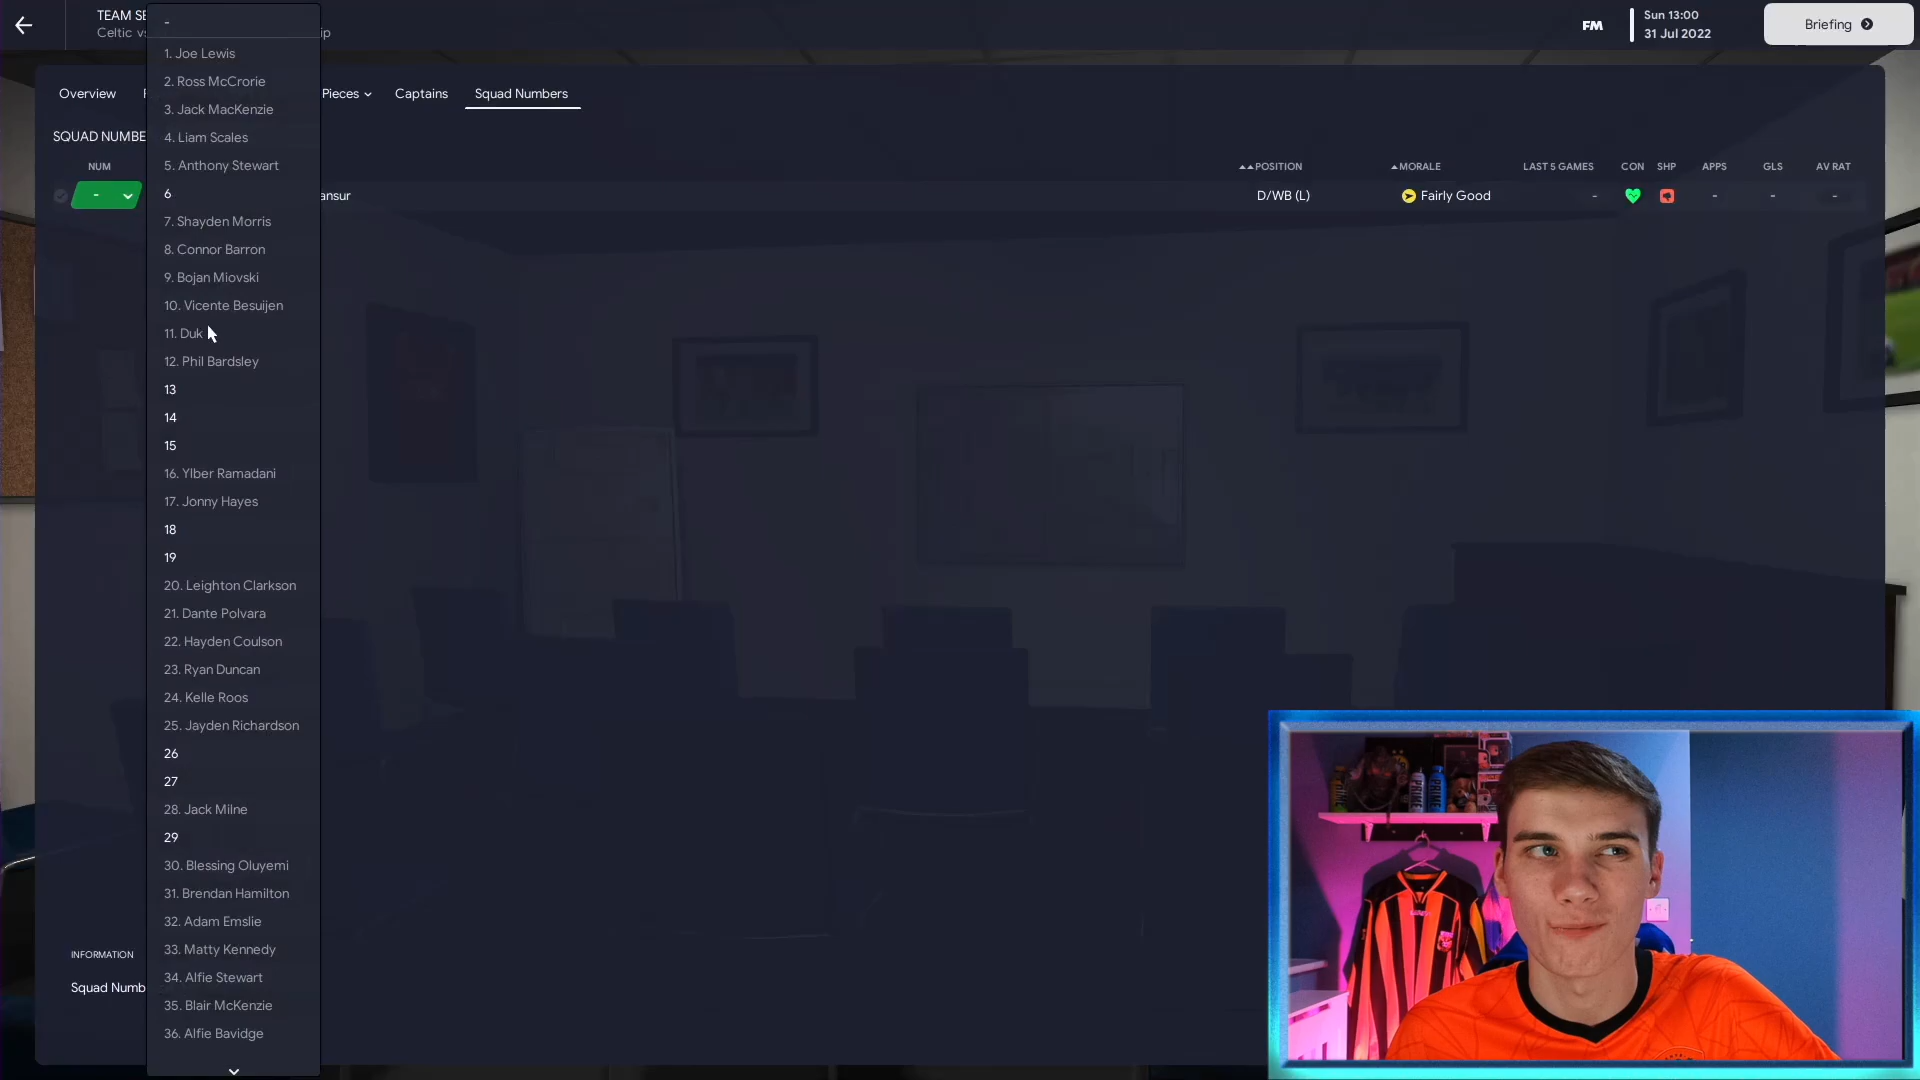 TEAM SE
Celtic vs ip
FM
Sun 13:00
31 Jul 2022
Briefing
Overview Pieces Captains Squad Numbers
SQUAD NUMBE
NUM POSITION MORALE LAST 5 GAMES CON SHP APPS GLS AV RAT
- ansur D/WB (L) Fairly Good - - - -
-
1. Joe Lewis
2. Ross McCrorie
3. Jack MacKenzie
4. Liam Scales
5. Anthony Stewart
6
7. Shayden Morris
8. Connor Barron
9. Bojan Miovski
10. Vicente Besuijen
11. Duk
12. Phil Bardsley
13
14
15
16. Ylber Ramadani
17. Jonny Hayes
18
19
20. Leighton Clarkson
21. Dante Polvara
22. Hayden Coulson
23. Ryan Duncan
24. Kelle Roos
25. Jayden Richardson
26
27
28. Jack Milne
29
30. Blessing Oluyemi
31. Brendan Hamilton
32. Adam Emslie
33. Matty Kennedy
34. Alfie Stewart
35. Blair McKenzie
36. Alfie Bavidge
INFORMATION
Squad Numb
PRIME
PRIME